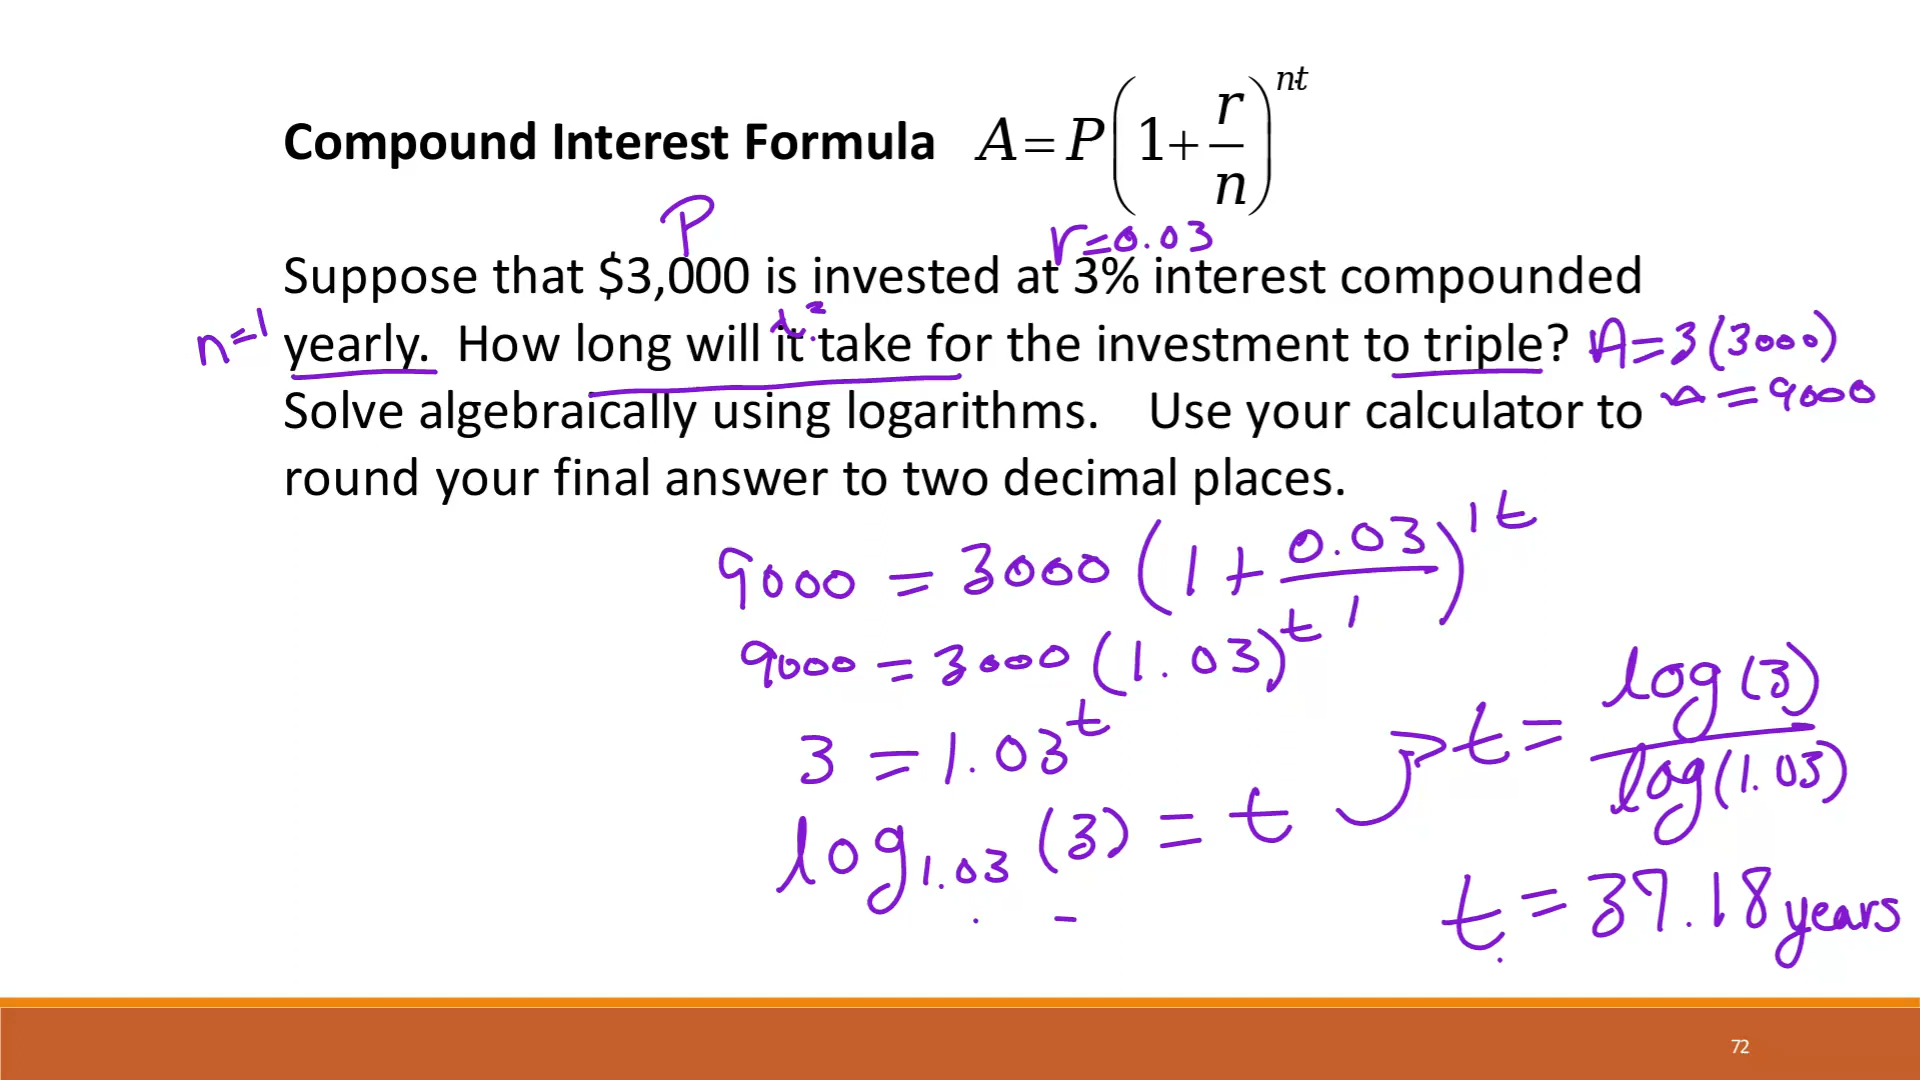 Compound Interest Formula A = P(1 + r/n)^nt
P
r = 0.03
Suppose that $3,000 is invested at 3% interest compounded
n = 1
t?
yearly. How long will it take for the investment to triple? A = 3(3000)
Solve algebraically using logarithms. Use your calculator to
= 9000
round your final answer to two decimal places.
9000 = 3000 (1 + 0.03/1)^1t
9000 = 3000 (1.03)^t
3 = 1.03^t
log_1.03 (3) = t
t = log(3)/log(1.03)
t = 37.18 years
72